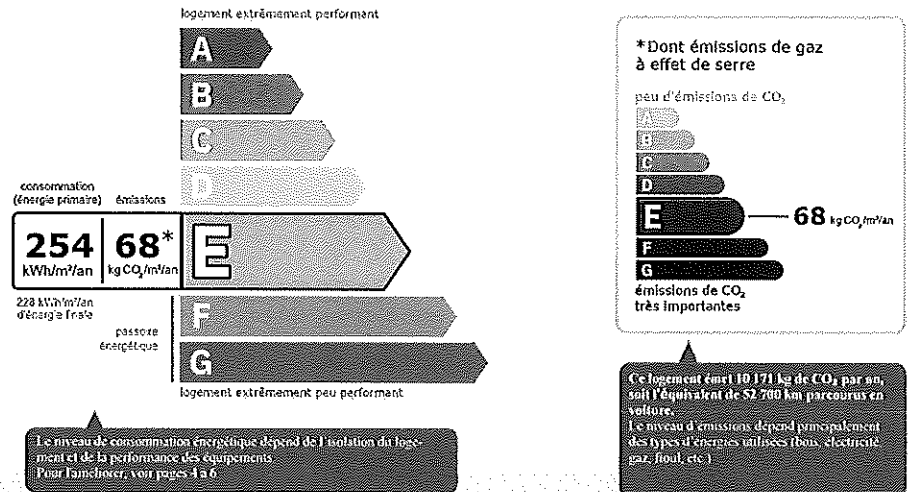 logement extrêmement performant
A
B
C
D
consommation
(énergie primaire)
émissions
254
kWh/m²/an
68*
kg CO₂/m²/an
E
228 kWh/m²/an
d'énergie finale
passoire
énergétique
F
G
logement extrêmement peu performant
Le niveau de consommation énergétique dépend de l'isolation du loge-
ment et de la performance des équipements
Pour l'améliorer, voir pages 4 à 6
*Dont émissions de gaz
à effet de serre
peu d'émissions de CO₂
A
B
C
D
E
68 kg CO₂/m²/an
F
G
émissions de CO₂
très importantes
Ce logement émet 10 171 kg de CO₂ par an,
soit l'équivalent de 52 700 km parcourus en
voiture.
Le niveau d'émissions dépend principalement
des types d'énergies utilisées (bois, électricité
gaz, fioul, etc.)